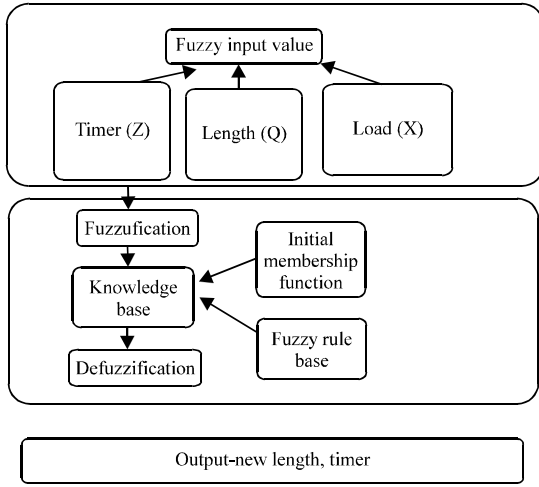 Fuzzy input value
Timer (Z)
Length (Q)
Load (X)
Fuzzufication
Initial
membership
function
Knowledge
base
Fuzzy rule
base
Defuzzification
Output-new length, timer